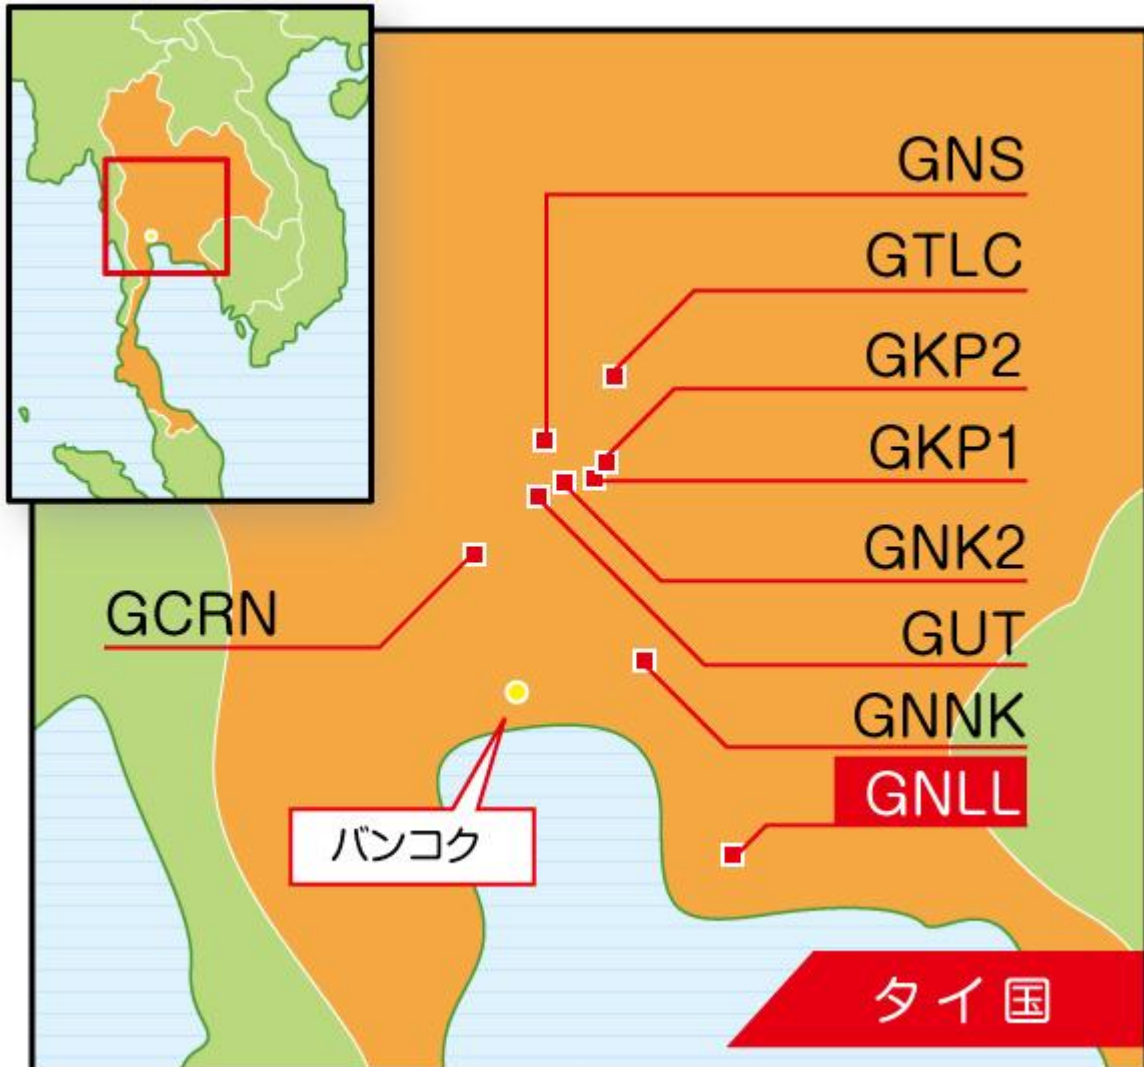 GNS
GTLC
GKP2
GKP1
GNK2
GCRN
GUT
GNNK
GNLL
バンコク
タイ国